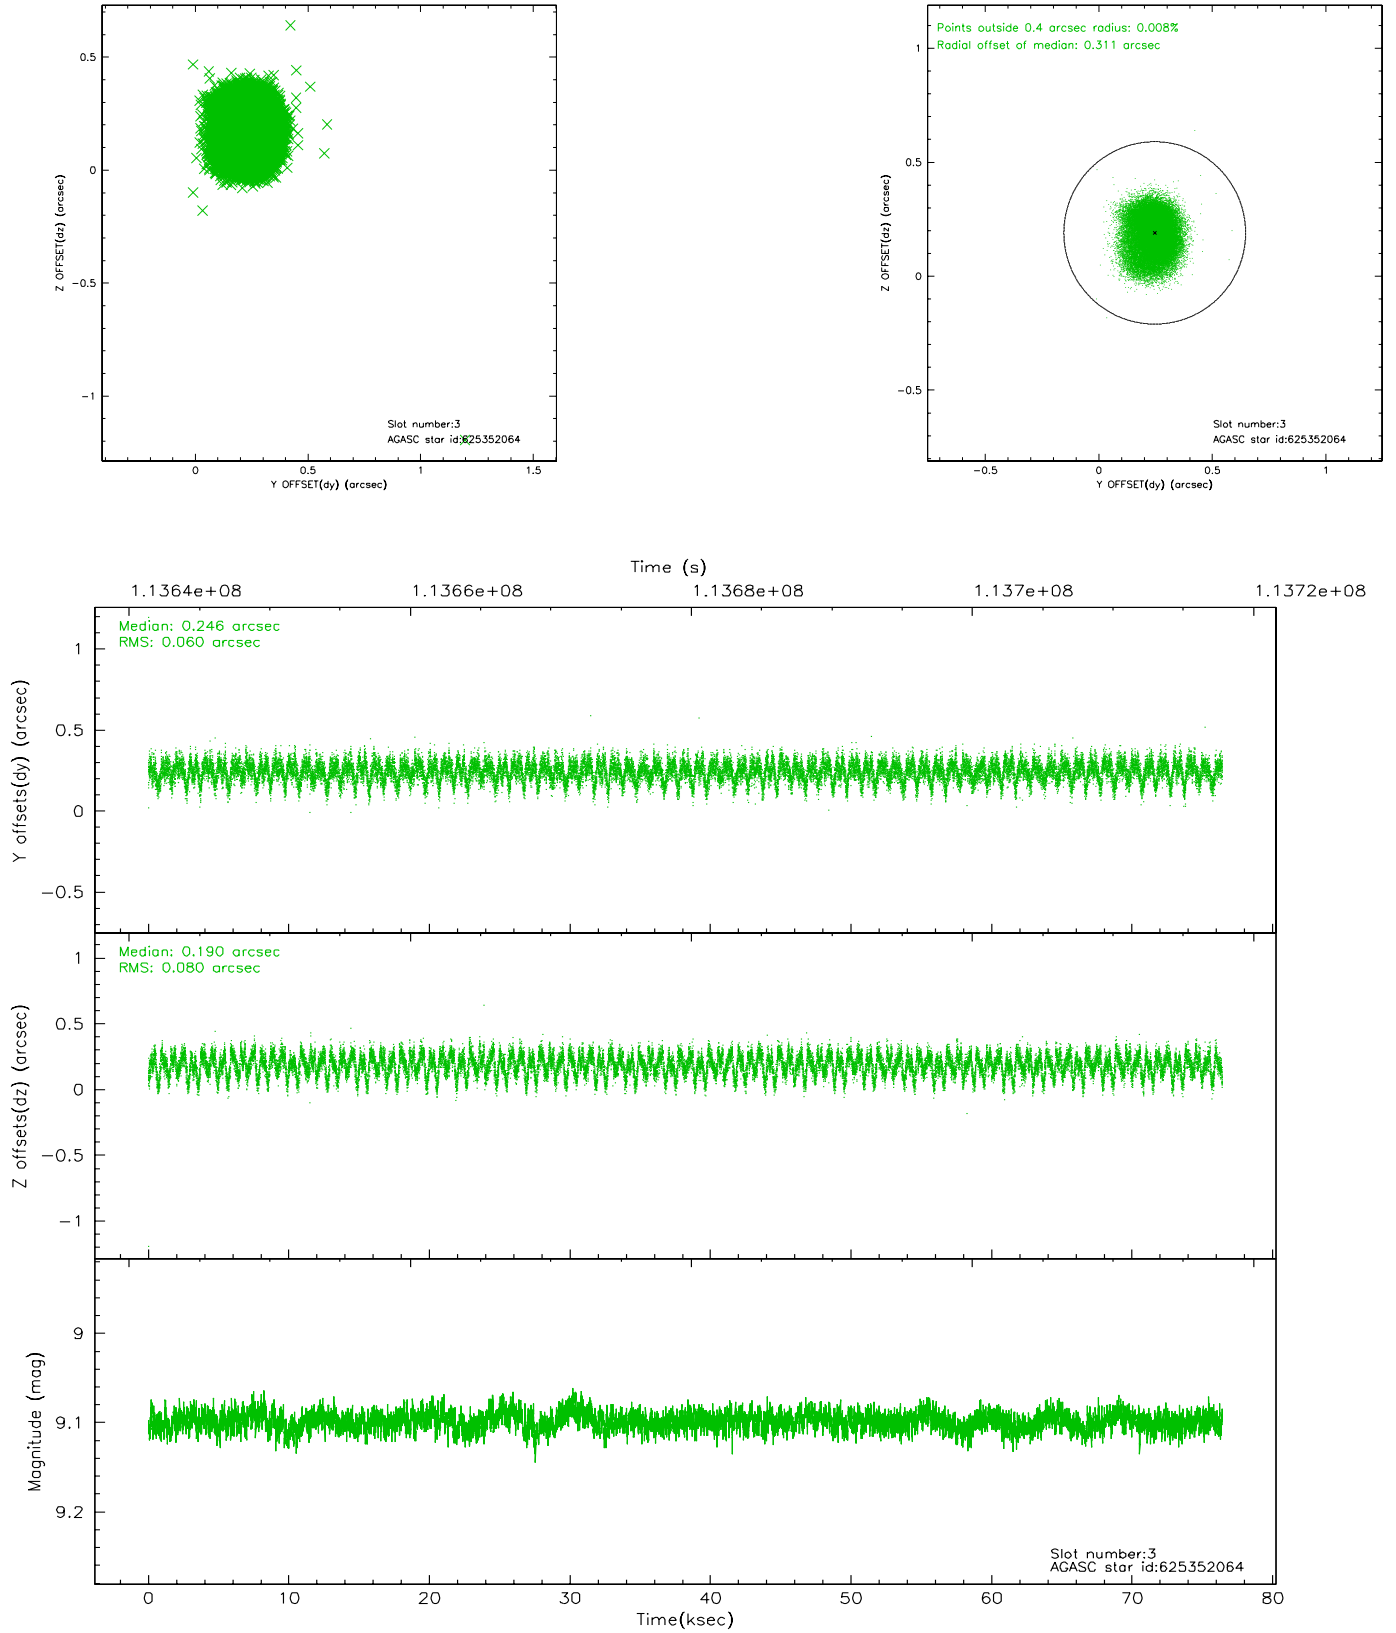 0.5
0
−0.5
−1
Z OFFSET(dz) (arcsec)
Slot number:3
AGASC star id:625352064
0
0.5
1
1.5
Y OFFSET(dy) (arcsec)
Points outside 0.4 arcsec radius: 0.008%
Radial offset of median: 0.311 arcsec
1
0.5
0
−0.5
Z OFFSET(dz) (arcsec)
Slot number:3
AGASC star id:625352064
−0.5
0
0.5
1
Y OFFSET(dy) (arcsec)
Time (s)
1.1364e+08
1.1366e+08
1.1368e+08
1.137e+08
1.1372e+08
Median: 0.246 arcsec
RMS: 0.060 arcsec
1
0.5
0
−0.5
Y offsets(dy) (arcsec)
Median: 0.190 arcsec
RMS: 0.080 arcsec
1
0.5
0
−0.5
−1
Z offsets(dz) (arcsec)
9
9.1
9.2
Magnitude (mag)
Slot number:3
AGASC star id:625352064
0
10
20
30
40
50
60
70
80
Time(ksec)